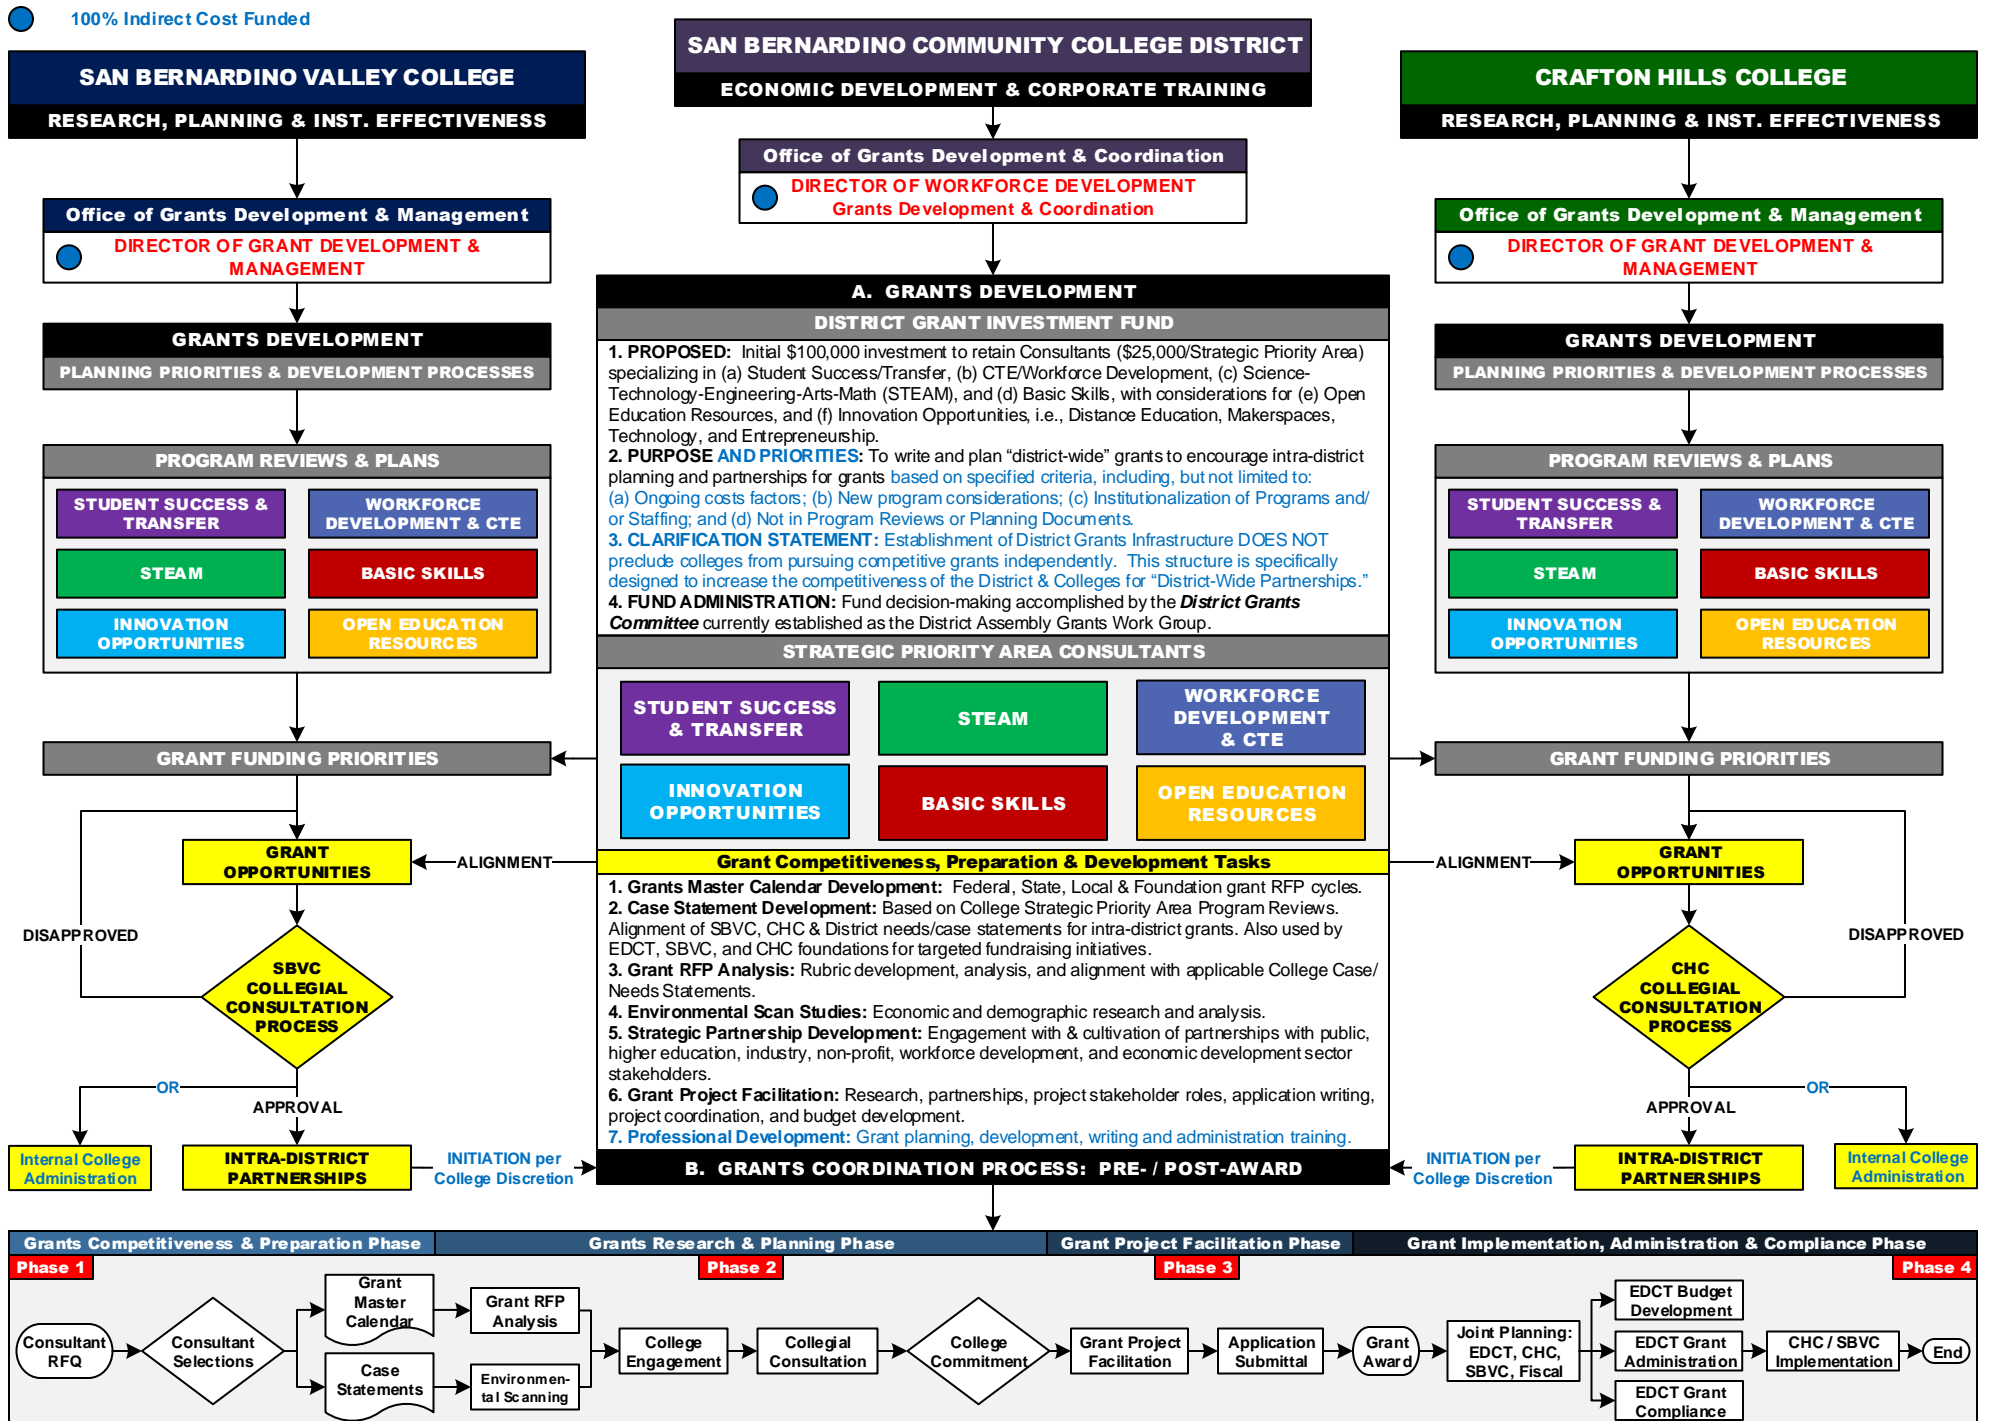 100% Indirect Cost Funded
SAN BERNARDINO VALLEY COLLEGE
RESEARCH, PLANNING & INST. EFFECTIVENESS
Office of Grants Development & Management
DIRECTOR OF GRANT DEVELOPMENT &
MANAGEMENT
GRANTS DEVELOPMENT
PLANNING PRIORITIES & DEVELOPMENT PROCESSES
PROGRAM REVIEWS & PLANS
STUDENT SUCCESS &
TRANSFER
WORKFORCE
DEVELOPMENT & CTE
STEAM
BASIC SKILLS
INNOVATION
OPPORTUNITIES
OPEN EDUCATION
RESOURCES
GRANT FUNDING PRIORITIES
GRANT
OPPORTUNITIES
ALIGNMENT
DISAPPROVED
SBVC
COLLEGIAL
CONSULTATION
PROCESS
OR
APPROVAL
Internal College
Administration
INTRA-DISTRICT
PARTNERSHIPS
INITIATION per
College Discretion
SAN BERNARDINO COMMUNITY COLLEGE DISTRICT
ECONOMIC DEVELOPMENT & CORPORATE TRAINING
Office of Grants Development & Coordination
DIRECTOR OF WORKFORCE DEVELOPMENT
Grants Development & Coordination
A. GRANTS DEVELOPMENT
DISTRICT GRANT INVESTMENT FUND
1. PROPOSED: Initial $100,000 investment to retain Consultants ($25,000/Strategic Priority Area)
specializing in (a) Student Success/Transfer, (b) CTE/Workforce Development, (c) Science-
Technology-Engineering-Arts-Math (STEAM), and (d) Basic Skills, with considerations for (e) Open
Education Resources, and (f) Innovation Opportunities, i.e., Distance Education, Makerspaces,
Technology, and Entrepreneurship.
2. PURPOSE AND PRIORITIES: To write and plan “district-wide” grants to encourage intra-district
planning and partnerships for grants based on specified criteria, including, but not limited to:
(a) Ongoing costs factors; (b) New program considerations; (c) Institutionalization of Programs and/
or Staffing; and (d) Not in Program Reviews or Planning Documents.
3. CLARIFICATION STATEMENT: Establishment of District Grants Infrastructure DOES NOT
preclude colleges from pursuing competitive grants independently. This structure is specifically
designed to increase the competitiveness of the District & Colleges for “District-Wide Partnerships.”
4. FUND ADMINISTRATION: Fund decision-making accomplished by the District Grants
Committee currently established as the District Assembly Grants Work Group.
STRATEGIC PRIORITY AREA CONSULTANTS
STUDENT SUCCESS
& TRANSFER
STEAM
WORKFORCE
DEVELOPMENT
& CTE
INNOVATION
OPPORTUNITIES
BASIC SKILLS
OPEN EDUCATION
RESOURCES
Grant Competitiveness, Preparation & Development Tasks
1. Grants Master Calendar Development: Federal, State, Local & Foundation grant RFP cycles.
2. Case Statement Development: Based on College Strategic Priority Area Program Reviews.
Alignment of SBVC, CHC & District needs/case statements for intra-district grants. Also used by
EDCT, SBVC, and CHC foundations for targeted fundraising initiatives.
3. Grant RFP Analysis: Rubric development, analysis, and alignment with applicable College Case/
Needs Statements.
4. Environmental Scan Studies: Economic and demographic research and analysis.
5. Strategic Partnership Development: Engagement with & cultivation of partnerships with public,
higher education, industry, non-profit, workforce development, and economic development sector
stakeholders.
6. Grant Project Facilitation: Research, partnerships, project stakeholder roles, application writing,
project coordination, and budget development.
7. Professional Development: Grant planning, development, writing and administration training.
B. GRANTS COORDINATION PROCESS: PRE- / POST-AWARD
CRAFTON HILLS COLLEGE
RESEARCH, PLANNING & INST. EFFECTIVENESS
Office of Grants Development & Management
DIRECTOR OF GRANT DEVELOPMENT &
MANAGEMENT
GRANTS DEVELOPMENT
PLANNING PRIORITIES & DEVELOPMENT PROCESSES
PROGRAM REVIEWS & PLANS
STUDENT SUCCESS &
TRANSFER
WORKFORCE
DEVELOPMENT & CTE
STEAM
BASIC SKILLS
INNOVATION
OPPORTUNITIES
OPEN EDUCATION
RESOURCES
GRANT FUNDING PRIORITIES
ALIGNMENT
GRANT
OPPORTUNITIES
DISAPPROVED
CHC
COLLEGIAL
CONSULTATION
PROCESS
OR
APPROVAL
INITIATION per
College Discretion
INTRA-DISTRICT
PARTNERSHIPS
Internal College
Administration
Grants Competitiveness & Preparation Phase
Grants Research & Planning Phase
Grant Project Facilitation Phase
Grant Implementation, Administration & Compliance Phase
Phase 1
Phase 2
Phase 3
Phase 4
Consultant
RFQ
Consultant
Selections
Grant
Master
Calendar
Case
Statements
Grant RFP
Analysis
Environmen-
tal Scanning
College
Engagement
Collegial
Consultation
College
Commitment
Grant Project
Facilitation
Application
Submittal
Grant
Award
Joint Planning:
EDCT, CHC,
SBVC, Fiscal
EDCT Budget
Development
EDCT Grant
Administration
EDCT Grant
Compliance
CHC / SBVC
Implementation
End